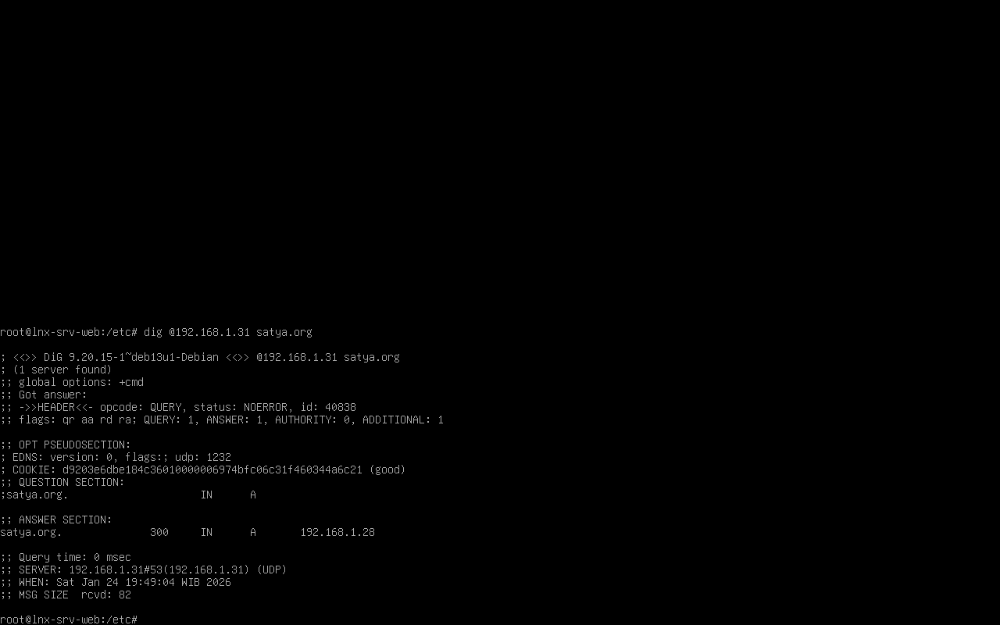 root@lnx-srv-web:/etc# dig @192.168.1.31 satya.org
; <<>> DiG 9.20.15-1~deb13u1-Debian <<>> @192.168.1.31 satya.org
; (1 server found)
;; global options: +cmd
;; Got answer:
;; ->>HEADER<<- opcode: QUERY, status: NOERROR, id: 40838
;; flags: qr aa rd ra; QUERY: 1, ANSWER: 1, AUTHORITY: 0, ADDITIONAL: 1
;; OPT PSEUDOSECTION:
; EDNS: version: 0, flags:; udp: 1232
; COOKIE: d9203e6dbe184c36010000006974bfc06c31f460344a6c21 (good)
;; QUESTION SECTION:
;satya.org. IN A
;; ANSWER SECTION:
satya.org. 300 IN A 192.168.1.28
;; Query time: 0 msec
;; SERVER: 192.168.1.31#53(192.168.1.31) (UDP)
;; WHEN: Sat Jan 24 19:49:04 WIB 2026
;; MSG SIZE  rcvd: 82
root@lnx-srv-web:/etc#